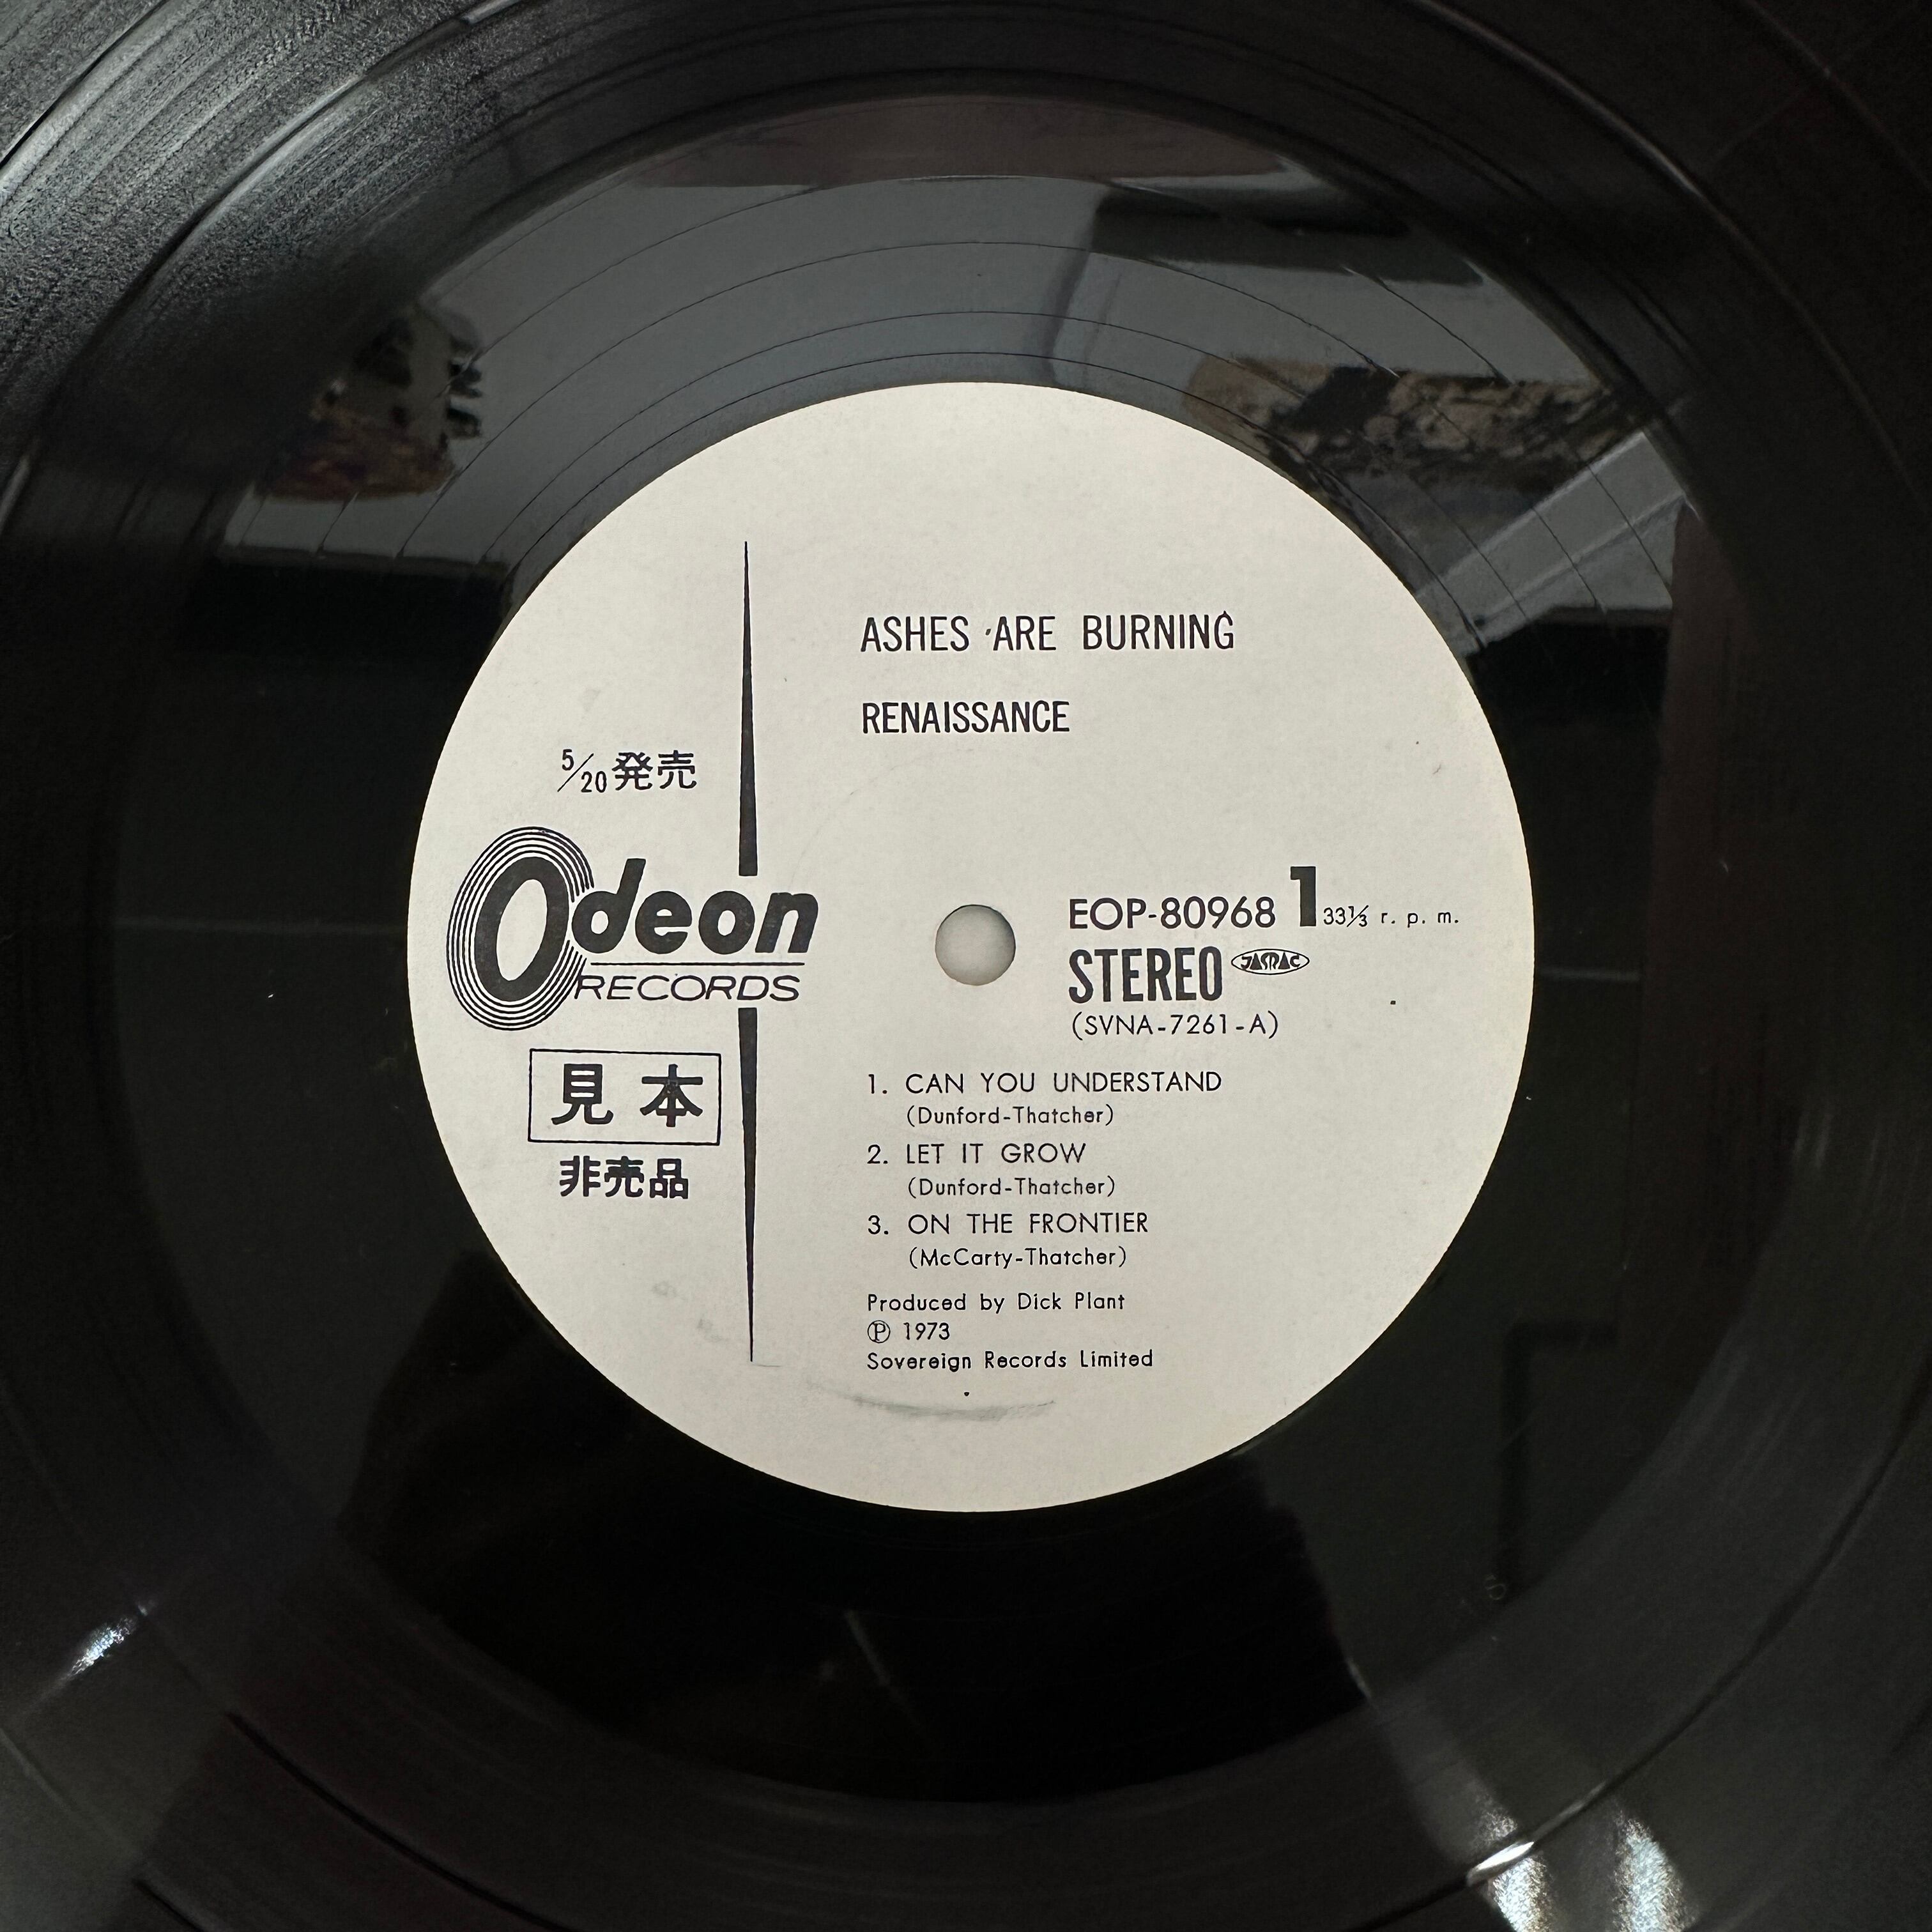 ASHES ARE BURNING
RENAISSANCE
5/20発売
Odeon
RECORDS
EOP-80968 1 33⅓ r. p. m.
STEREO JASRAC
(SVNA-7261-A)
見本
非売品
1. CAN YOU UNDERSTAND
(Dunford-Thatcher)
2. LET IT GROW
(Dunford-Thatcher)
3. ON THE FRONTIER
(McCarty-Thatcher)
Produced by Dick Plant
Ⓟ 1973
Sovereign Records Limited